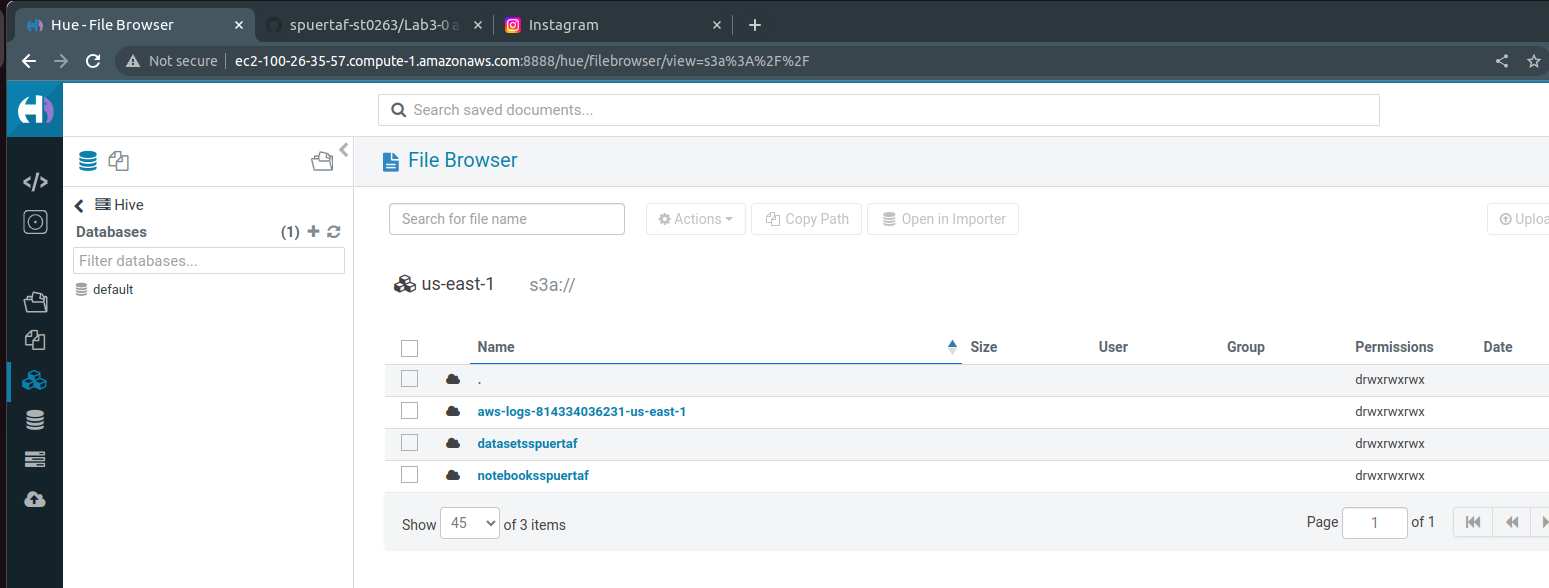 Hue - File Browser
spuertaf-st0263/Lab3-0 a
Instagram
Not secure
ec2-100-26-35-57.compute-1.amazonaws.com:8888/hue/filebrowser/view=s3a%3A%2F%2F
Search saved documents...
File Browser
Hive
Databases (1)
Filter databases...
default
Search for file name
Actions
Copy Path
Open in Importer
Uploa
us-east-1 s3a://
Name Size User Group Permissions Date
. drwxrwxrwx
aws-logs-814334036231-us-east-1 drwxrwxrwx
datasetsspuertaf drwxrwxrwx
notebooksspuertaf drwxrwxrwx
Show 45 of 3 items
Page 1 of 1